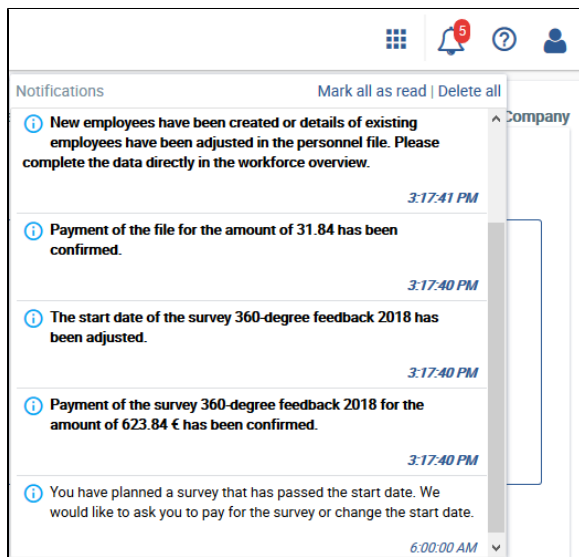 5
Notifications
Mark all as read | Delete all
Company
New employees have been created or details of existing
employees have been adjusted in the personnel file. Please
complete the data directly in the workforce overview.
3:17:41 PM
Payment of the file for the amount of 31.84 has been
confirmed.
3:17:40 PM
The start date of the survey 360-degree feedback 2018 has
been adjusted.
3:17:40 PM
Payment of the survey 360-degree feedback 2018 for the
amount of 623.84 € has been confirmed.
3:17:40 PM
You have planned a survey that has passed the start date. We
would like to ask you to pay for the survey or change the start date.
6:00:00 AM